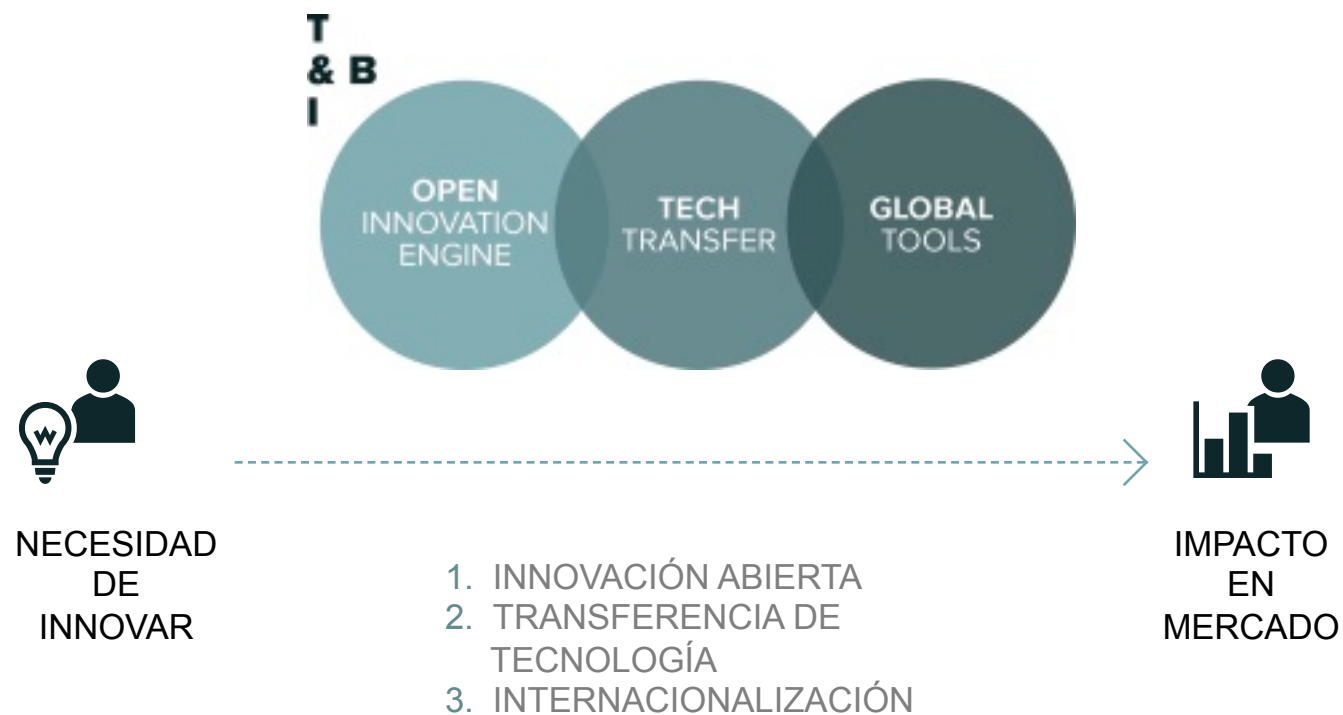 T
& B
I
OPEN
INNOVATION
ENGINE
TECH
TRANSFER
GLOBAL
TOOLS
NECESIDAD
DE
INNOVAR
1. INNOVACIÓN ABIERTA
2. TRANSFERENCIA DE
TECNOLOGÍA
3. INTERNACIONALIZACIÓN
IMPACTO
EN
MERCADO